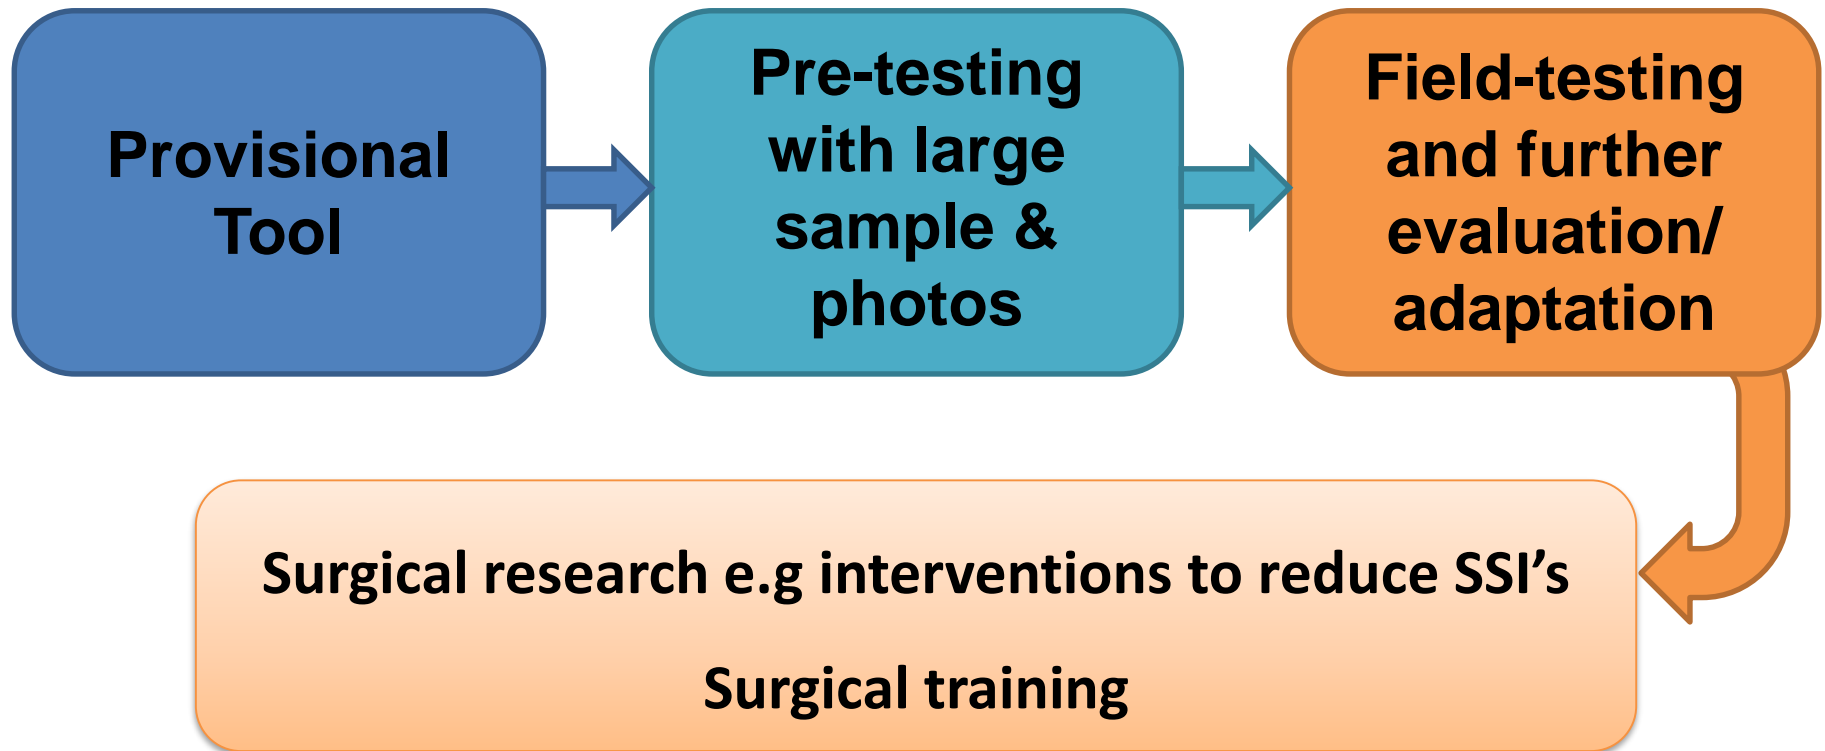 Provisional
Tool
Pre-testing
with large
sample &
photos
Field-testing
and further
evaluation/
adaptation
Surgical research e.g interventions to reduce SSI’s
Surgical training